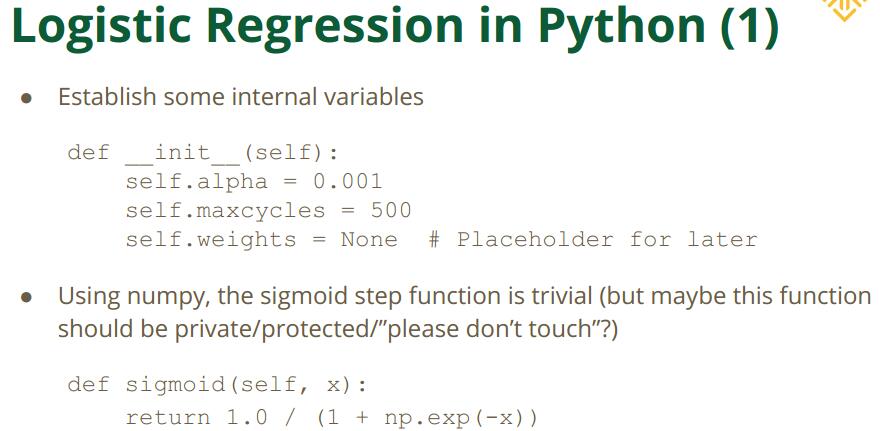 Logistic Regression in Python (1)
● Establish some internal variables
def __init__(self):
    self.alpha = 0.001
    self.maxcycles = 500
    self.weights = None  # Placeholder for later
● Using numpy, the sigmoid step function is trivial (but maybe this function
should be private/protected/”please don’t touch”?)
def sigmoid(self, x):
    return 1.0 / (1 + np.exp(-x))